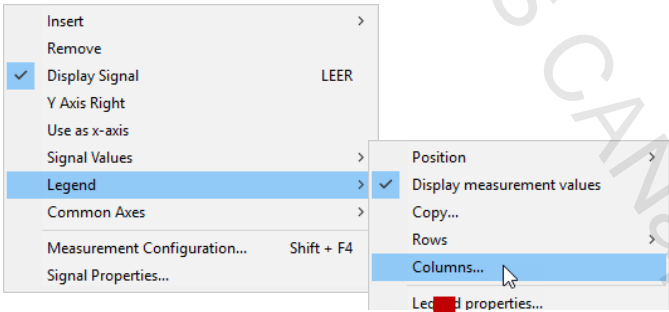 Insert
Remove
Display Signal LEER
Y Axis Right
Use as x-axis
Signal Values
Legend
Common Axes
Measurement Configuration... Shift + F4
Signal Properties...
Position
Display measurement values
Copy...
Rows
Columns...
properties...
S CAN